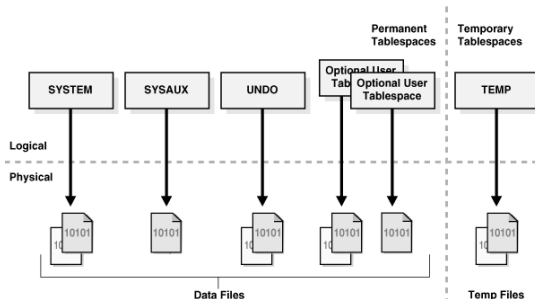 Permanent
Tablespaces
Temporary
Tablespaces
SYSTEM
SYSAUX
UNDO
Optional User
Optional User
Tablespace
TEMP
Logical
Physical
10101
10101
10101
10101
10101
10101
Data Files
Temp Files